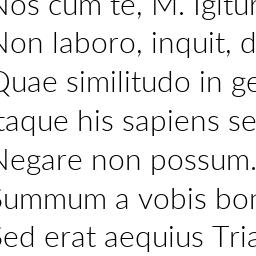 Nos cum te, M. Igitur
Non laboro, inquit, d
Quae similitudo in ge
Itaque his sapiens se
Negare non possum.
Summum a vobis bon
Sed erat aequius Tria